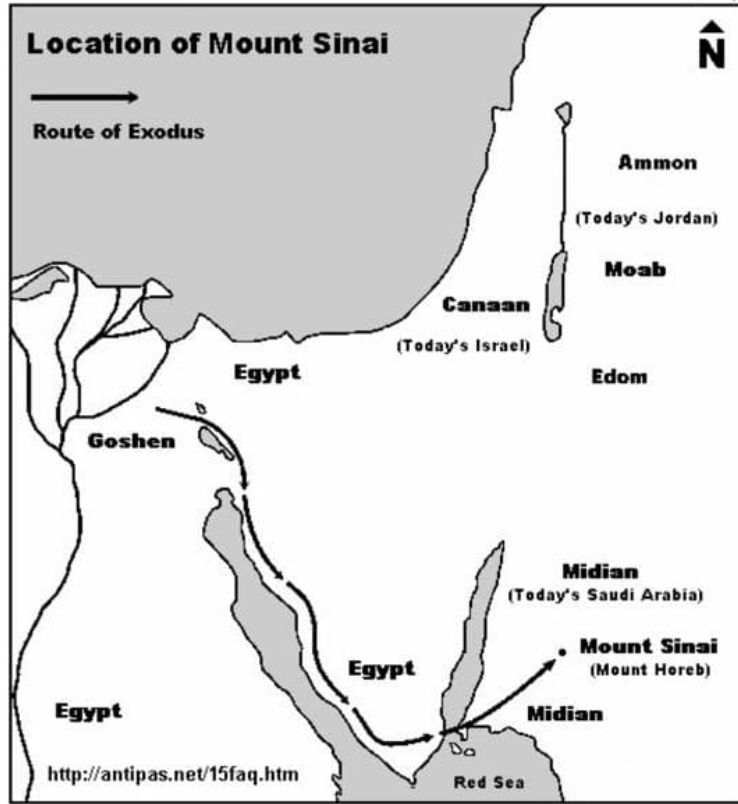 Location of Mount Sinai
N
Route of Exodus
Ammon
(Today's Jordan)
Moab
Canaan
(Today's Israel)
Egypt
Edom
Goshen
Midian
(Today's Saudi Arabia)
Mount Sinai
(Mount Horeb)
Egypt
Egypt
Midian
http://antipas.net/15faq.htm
Red Sea